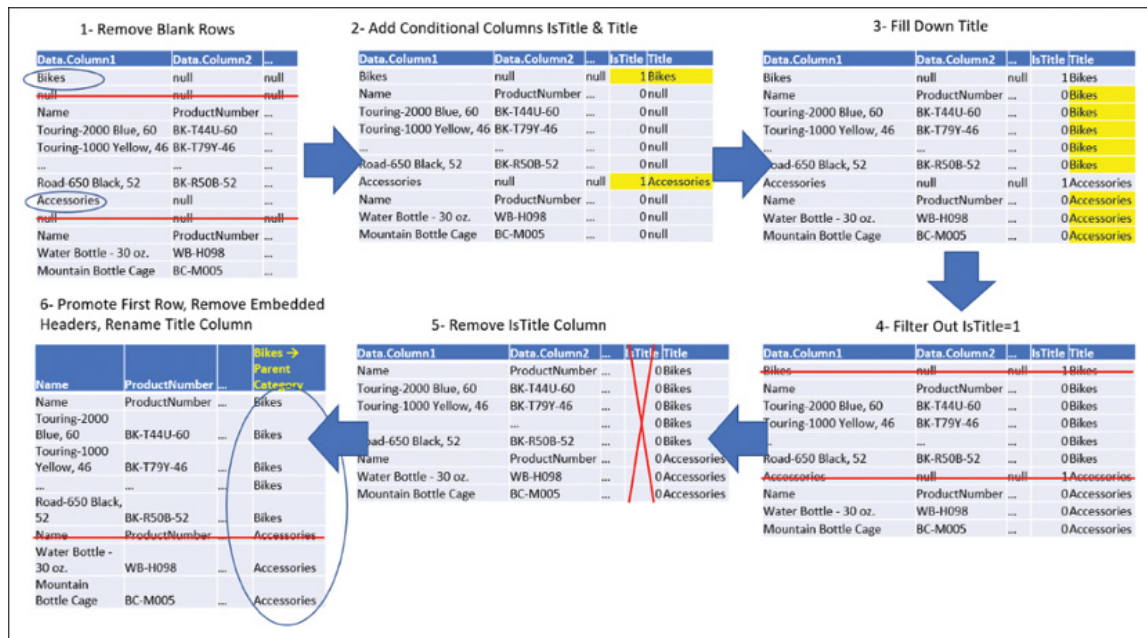 1- Remove Blank Rows
Data.Column1 Data.Column2 ...
Bikes null null
null null null
Name ProductNumber ...
Touring-2000 Blue, 60 BK-T44U-60
Touring-1000 Yellow, 46 BK-T79Y-46
... ... ...
Road-650 Black, 52 BK-R50B-52 ...
Accessories null ...
null null null
Name ProductNumber ...
Water Bottle - 30 oz. WB-H098 ...
Mountain Bottle Cage BC-M005 ...
2- Add Conditional Columns IsTitle & Title
Data.Column1 Data.Column2 ... IsTitle Title
Bikes null null 1 Bikes
Name ProductNumber ... 0 null
Touring-2000 Blue, 60 BK-T44U-60 0 null
Touring-1000 Yellow, 46 BK-T79Y-46 0 null
... ... ... 0 null
Road-650 Black, 52 BK-R50B-52 ... 0 null
Accessories null null 1 Accessories
Name ProductNumber ... 0 null
Water Bottle - 30 oz. WB-H098 ... 0 null
Mountain Bottle Cage BC-M005 ... 0 null
3- Fill Down Title
Data.Column1 Data.Column2 ... IsTitle Title
Bikes null null 1 Bikes
Name ProductNumber ... 0 Bikes
Touring-2000 Blue, 60 BK-T44U-60 0 Bikes
Touring-1000 Yellow, 46 BK-T79Y-46 0 Bikes
... ... ... 0 Bikes
Road-650 Black, 52 BK-R50B-52 ... 0 Bikes
Accessories null null 1 Accessories
Name ProductNumber ... 0 Accessories
Water Bottle - 30 oz. WB-H098 ... 0 Accessories
Mountain Bottle Cage BC-M005 ... 0 Accessories
4- Filter Out IsTitle=1
Data.Column1 Data.Column2 ... IsTitle Title
Bikes null null 1 Bikes
Name ProductNumber ... 0 Bikes
Touring-2000 Blue, 60 BK-T44U-60 0 Bikes
Touring-1000 Yellow, 46 BK-T79Y-46 0 Bikes
... ... ... 0 Bikes
Road-650 Black, 52 BK-R50B-52 ... 0 Bikes
Accessories null null 1 Accessories
Name ProductNumber ... 0 Accessories
Water Bottle - 30 oz. WB-H098 ... 0 Accessories
Mountain Bottle Cage BC-M005 ... 0 Accessories
5- Remove IsTitle Column
Data.Column1 Data.Column2 ... IsTitle Title
Name ProductNumber ... 0 Bikes
Touring-2000 Blue, 60 BK-T44U-60 0 Bikes
Touring-1000 Yellow, 46 BK-T79Y-46 0 Bikes
... ... 0 Bikes
Road-650 Black, 52 BK-R50B-52 ... 0 Bikes
Name ProductNumber ... 0 Accessories
Water Bottle - 30 oz. WB-H098 ... 0 Accessories
Mountain Bottle Cage BC-M005 ... 0 Accessories
6- Promote First Row, Remove Embedded
Headers, Rename Title Column
Bikes →
Parent
Name ProductNumber ... Category
Name ProductNumber ... Bikes
Touring-2000
Blue, 60 BK-T44U-60 Bikes
Touring-1000
Yellow, 46 BK-T79Y-46 Bikes
... ... ... Bikes
Road-650 Black,
52 BK-R50B-52 ... Bikes
Name ProductNumber ... Accessories
Water Bottle -
30 oz. WB-H098 ... Accessories
Mountain
Bottle Cage BC-M005 ... Accessories